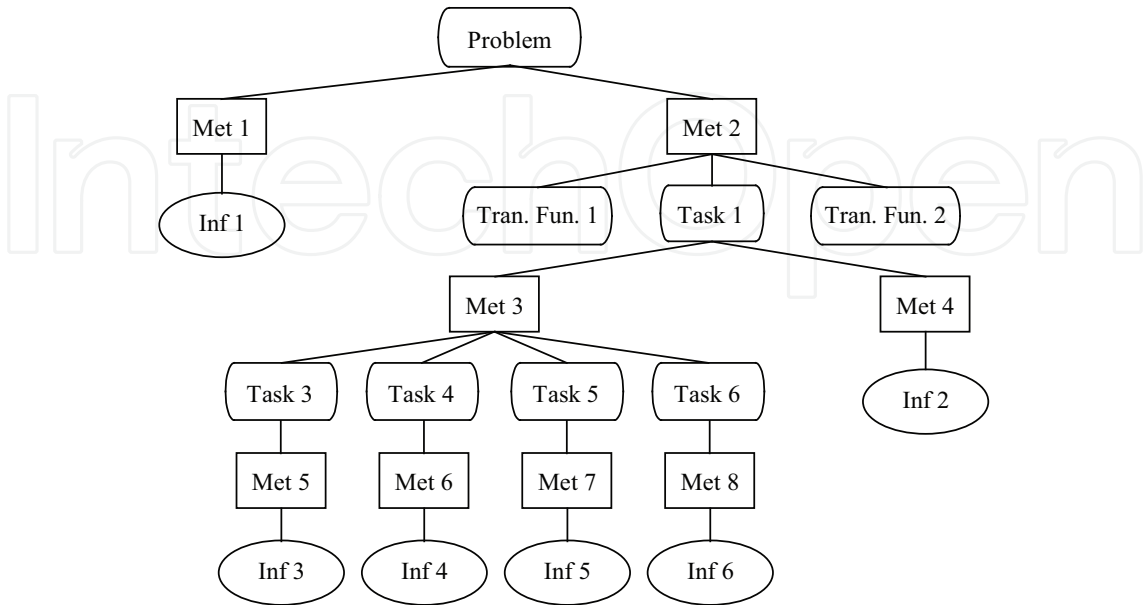 Problem
Met 1
Met 2
Inf 1
Tran. Fun. 1
Task 1
Tran. Fun. 2
Met 3
Met 4
Task 3
Task 4
Task 5
Task 6
Inf 2
Met 5
Met 6
Met 7
Met 8
Inf 3
Inf 4
Inf 5
Inf 6
IntechOpen